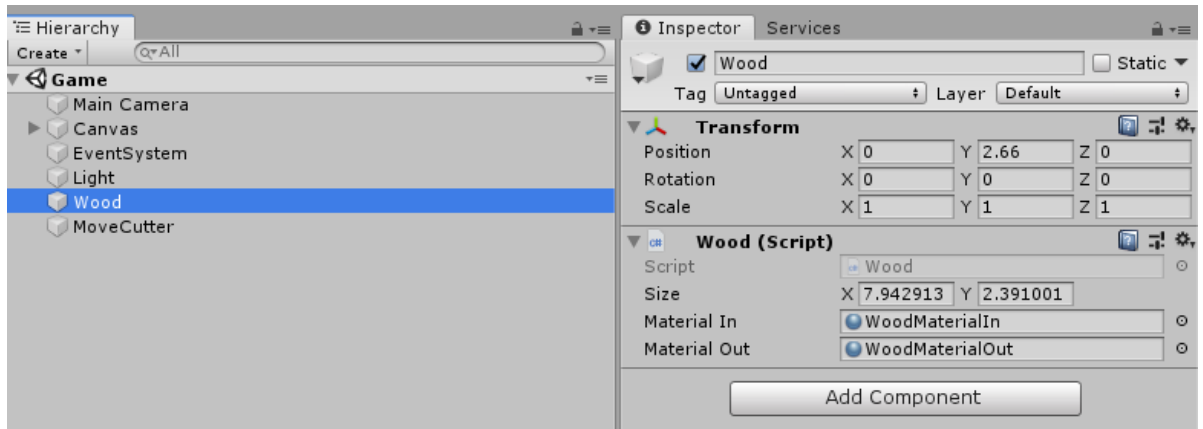 Hierarchy
Create
All
Game
Main Camera
Canvas
EventSystem
Light
Wood
MoveCutter
Inspector Services
Wood Static
Tag Untagged Layer Default
Transform
Position X 0 Y 2.66 Z 0
Rotation X 0 Y 0 Z 0
Scale X 1 Y 1 Z 1
c# Wood (Script)
Script Wood
Size X 7.942913 Y 2.391001
Material In WoodMaterialIn
Material Out WoodMaterialOut
Add Component